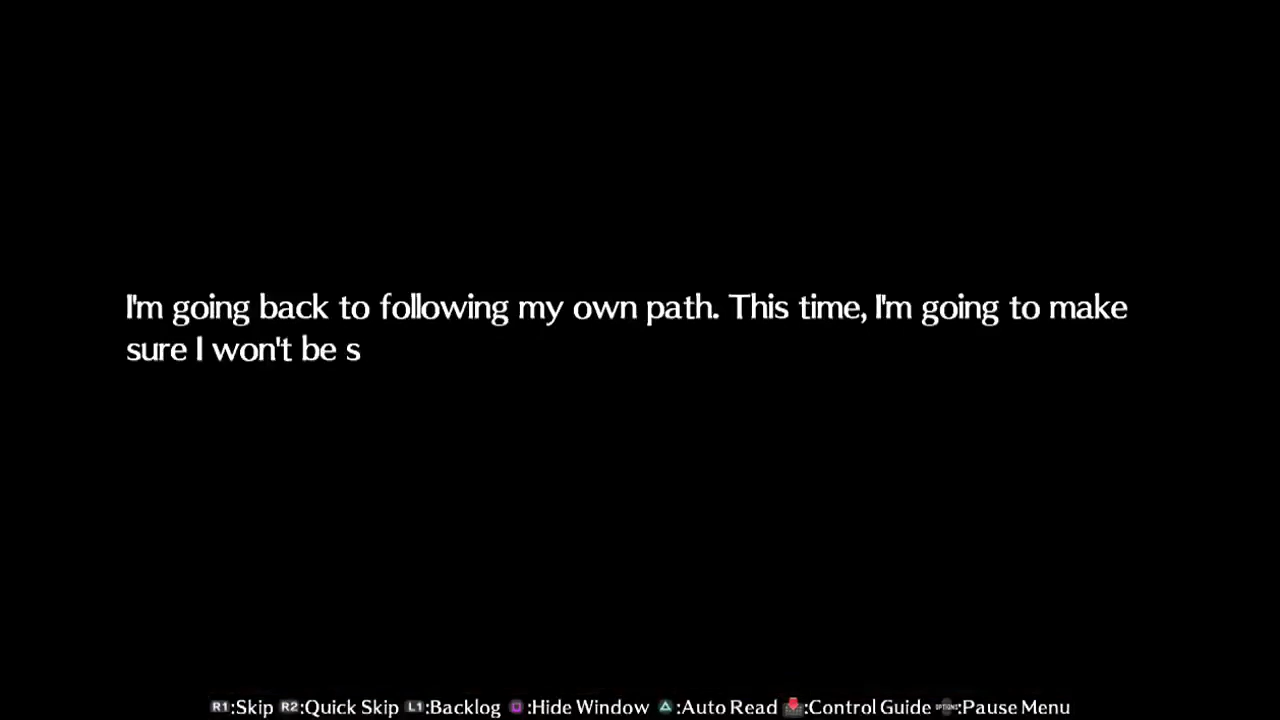 I'm going back to following my own path. This time, I'm going to make
sure I won't be s
R1:Skip R2:Quick Skip L1:Backlog :Hide Window :Auto Read :Control Guide OPTIONS:Pause Menu